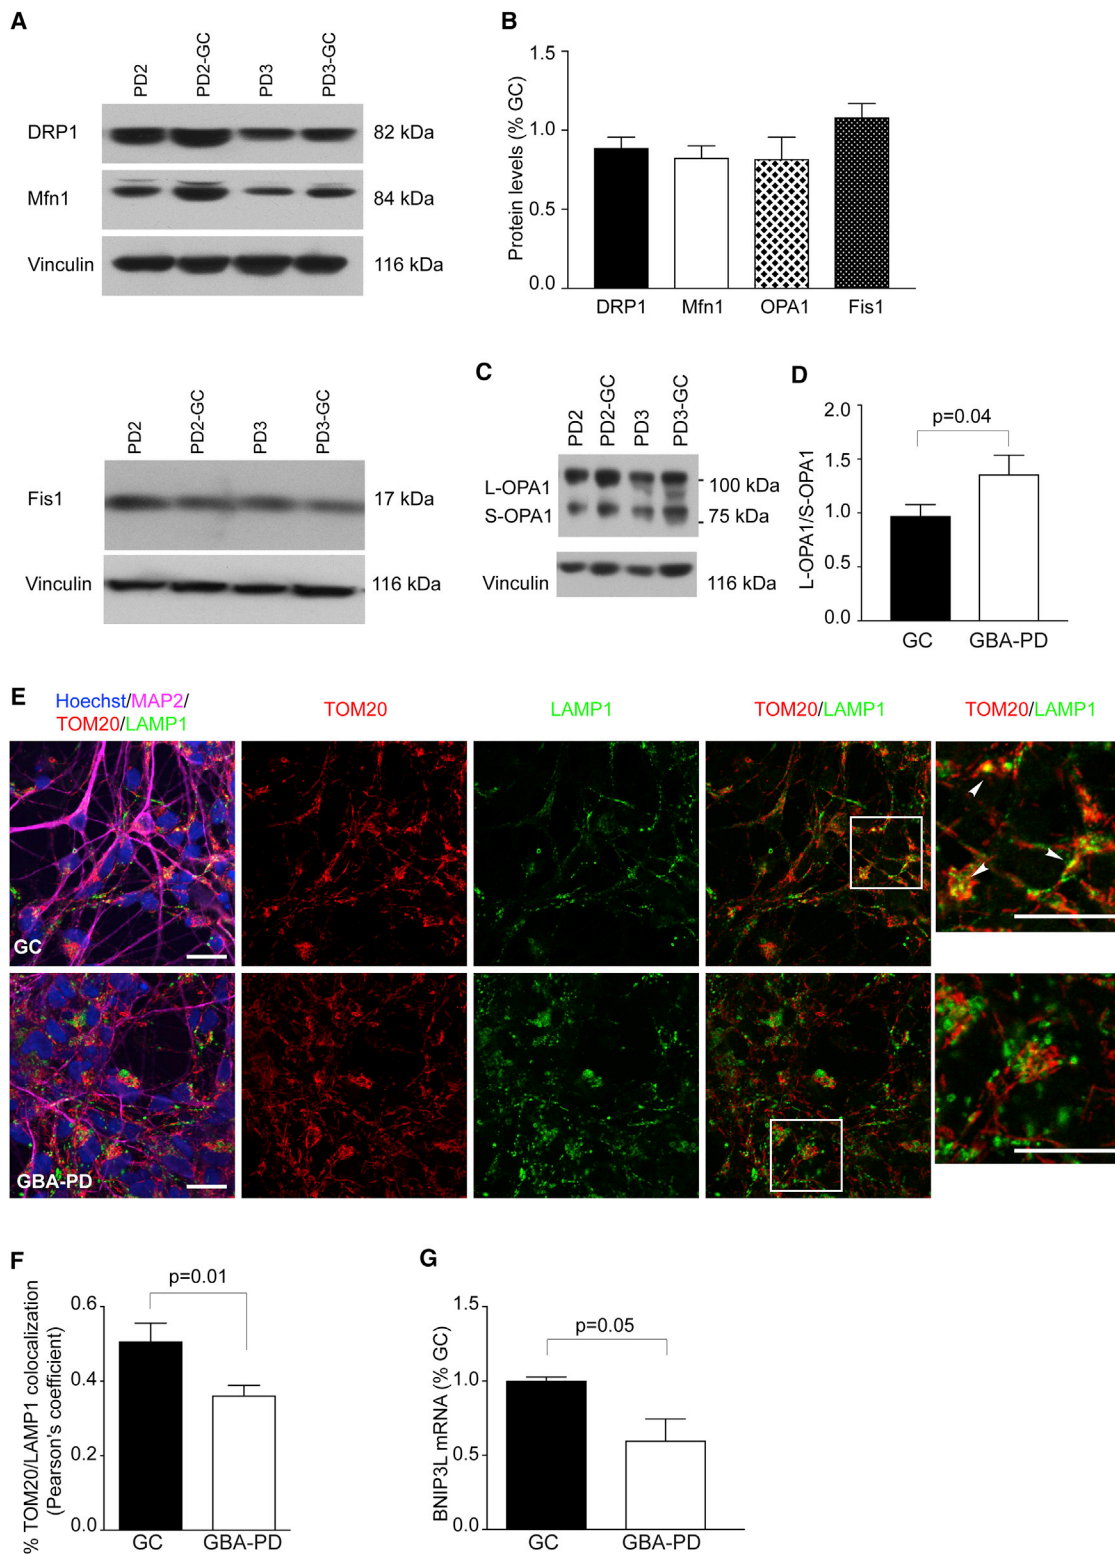 A
PD2
PD2-GC
PD3
PD3-GC
DRP1
82 kDa
Mfn1
84 kDa
Vinculin
116 kDa
PD2
PD2-GC
PD3
PD3-GC
Fis1
17 kDa
Vinculin
116 kDa
B
Protein levels (% GC)
1.5
1.0
0.5
0.0
DRP1
Mfn1
OPA1
Fis1
C
PD2
PD2-GC
PD3
PD3-GC
L-OPA1
100 kDa
S-OPA1
75 kDa
Vinculin
116 kDa
D
L-OPA1/S-OPA1
2.0
1.5
1.0
0.5
0.0
p=0.04
GC
GBA-PD
E
Hoechst/MAP2/
TOM20/LAMP1
TOM20
LAMP1
TOM20/LAMP1
TOM20/LAMP1
GC
GBA-PD
F
% TOM20/LAMP1 colocalization
(Pearson's coefficient)
0.6
0.4
0.2
0.0
p=0.01
GC
GBA-PD
G
BNIP3L mRNA (% GC)
1.5
1.0
0.5
0.0
p=0.05
GC
GBA-PD